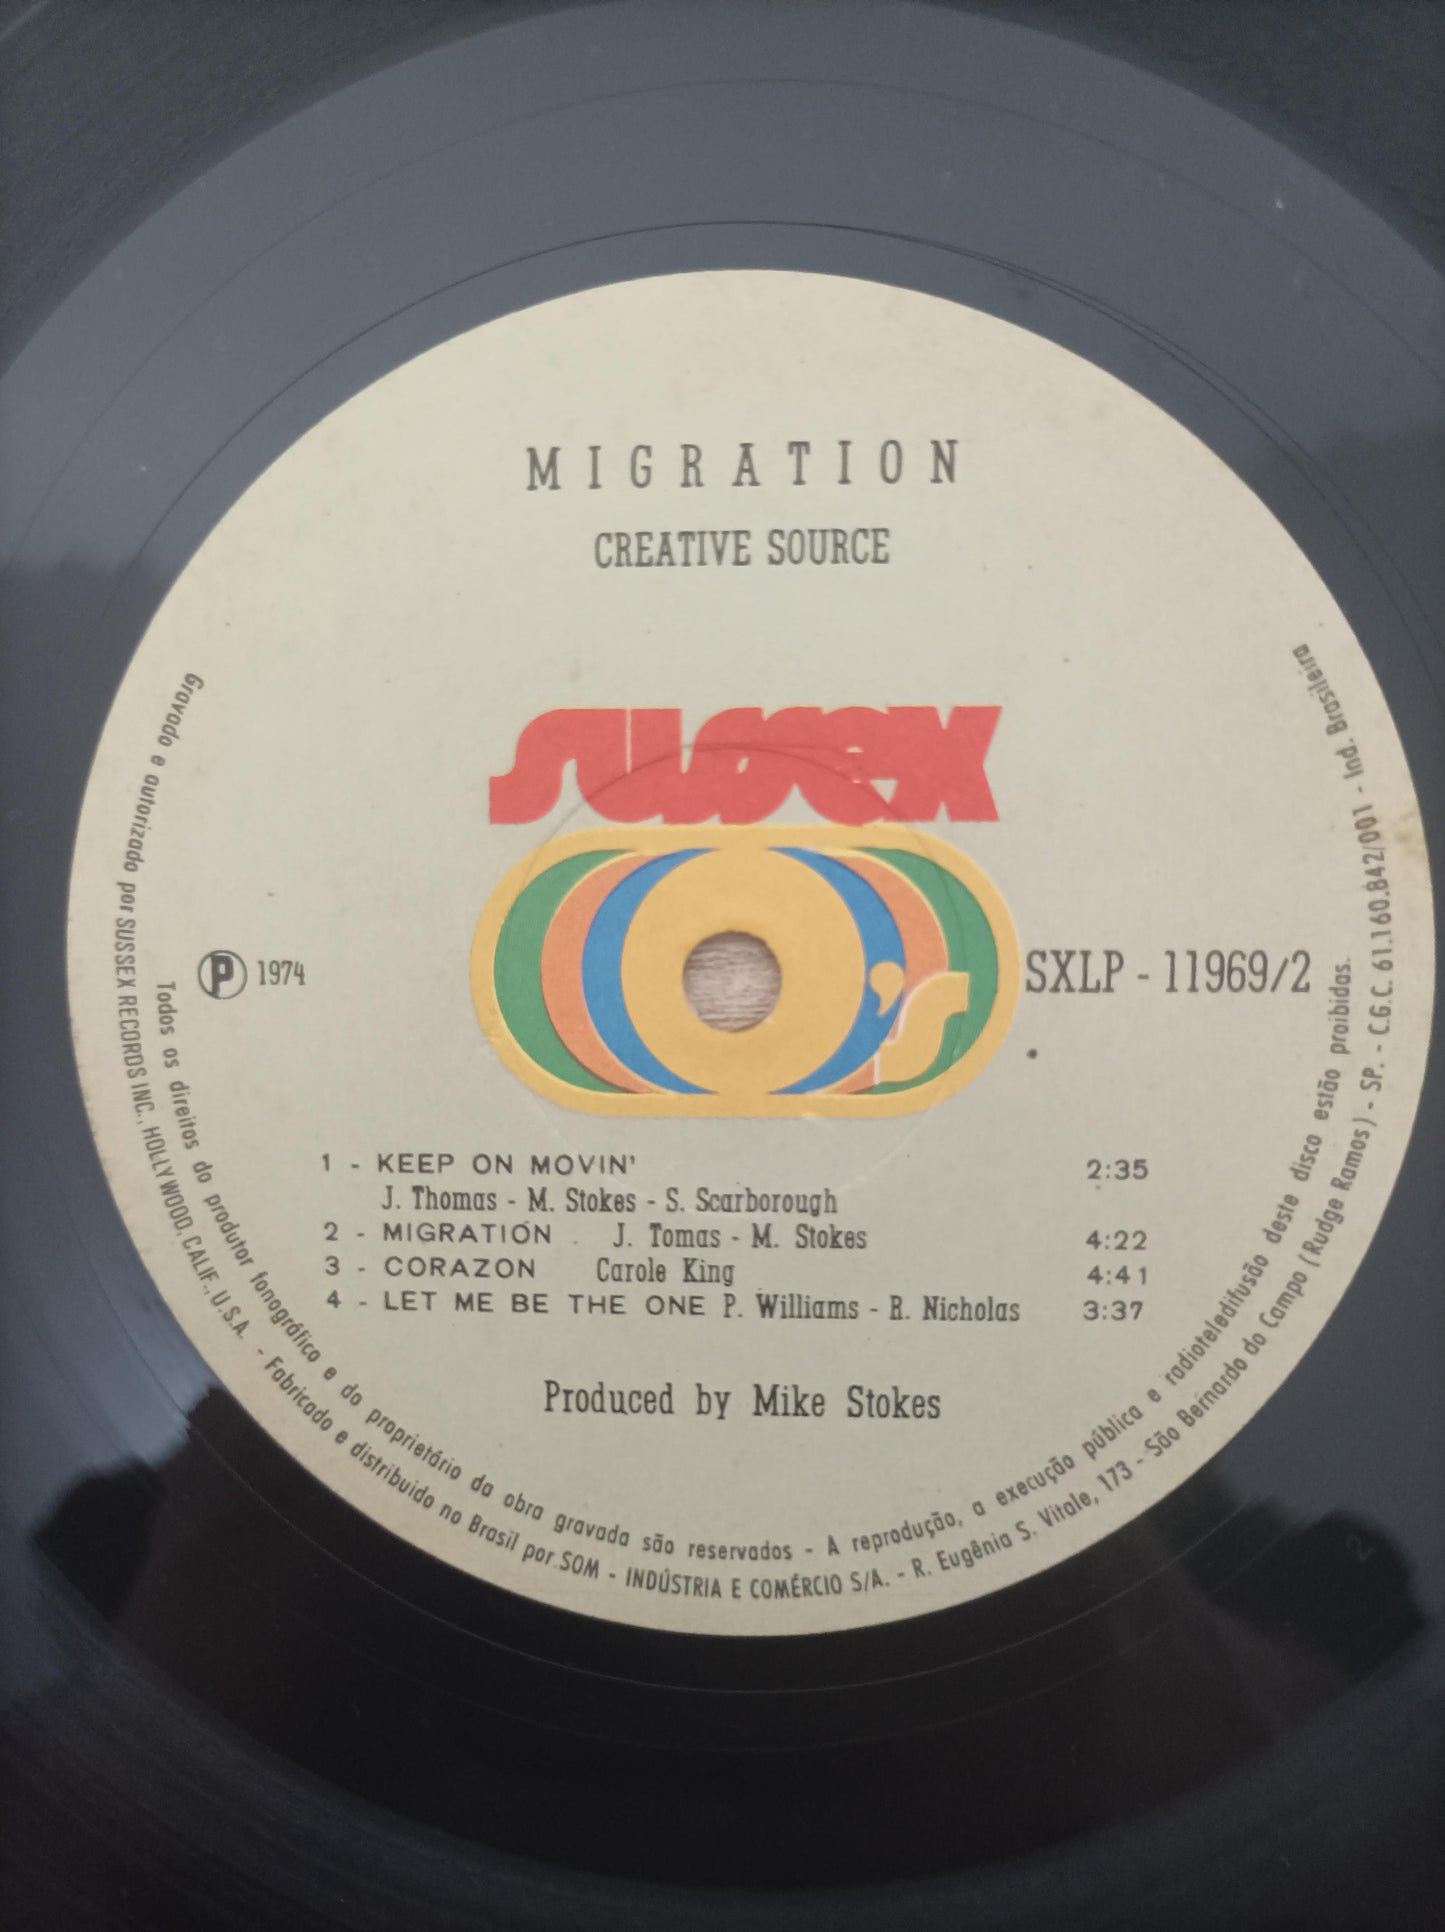 MIGRATION
CREATIVE SOURCE
sussex
's
Ⓟ 1974
SXLP - 11969/2
1 - KEEP ON MOVIN' 2:35
J. Thomas - M. Stokes - S. Scarborough
2 - MIGRATION J. Tomas - M. Stokes 4:22
3 - CORAZON Carole King 4:41
4 - LET ME BE THE ONE P. Williams - R. Nicholas 3:37
Produced by Mike Stokes
Todos os direitos do produtor fonográfico e do proprietário da obra gravada são reservados - A reprodução, a execução pública e radioteledifusão deste disco estão proibidas.
Gravado e autorizado por SUSSEX RECORDS INC., HOLLYWOOD, CALIF., U.S.A. - Fabricado e distribuido no Brasil por SOM - INDÚSTRIA E COMÉRCIO S/A. - R. Eugênia S. Vitale, 173 - São Bernardo do Campo (Rudge Ramos) - SP. - C.G.C. 61.160.842/001 - Ind. Brasileira
2